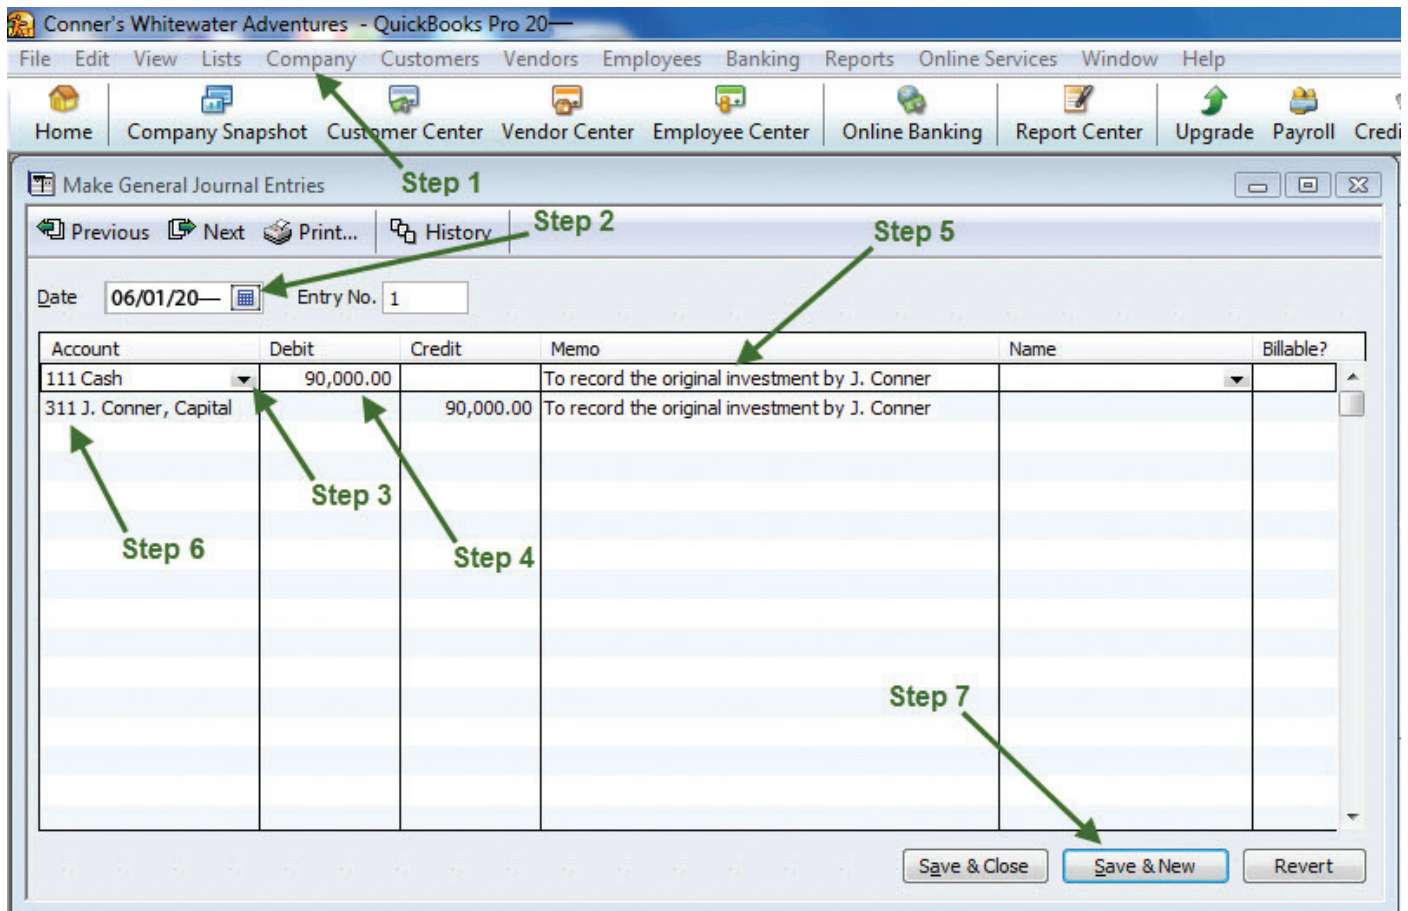 Conner's Whitewater Adventures - QuickBooks Pro 20—
File Edit View Lists Company Customers Vendors Employees Banking Reports Online Services Window Help
Home Company Snapshot Customer Center Vendor Center Employee Center Online Banking Report Center Upgrade Payroll Credi
Make General Journal Entries Step 1
Previous Next Print... History Step 2 Step 5
Date 06/01/20— Entry No. 1
Account Debit Credit Memo Name Billable?
111 Cash 90,000.00 To record the original investment by J. Conner
311 J. Conner, Capital 90,000.00 To record the original investment by J. Conner
Step 3
Step 6 Step 4
Step 7
Save & Close Save & New Revert